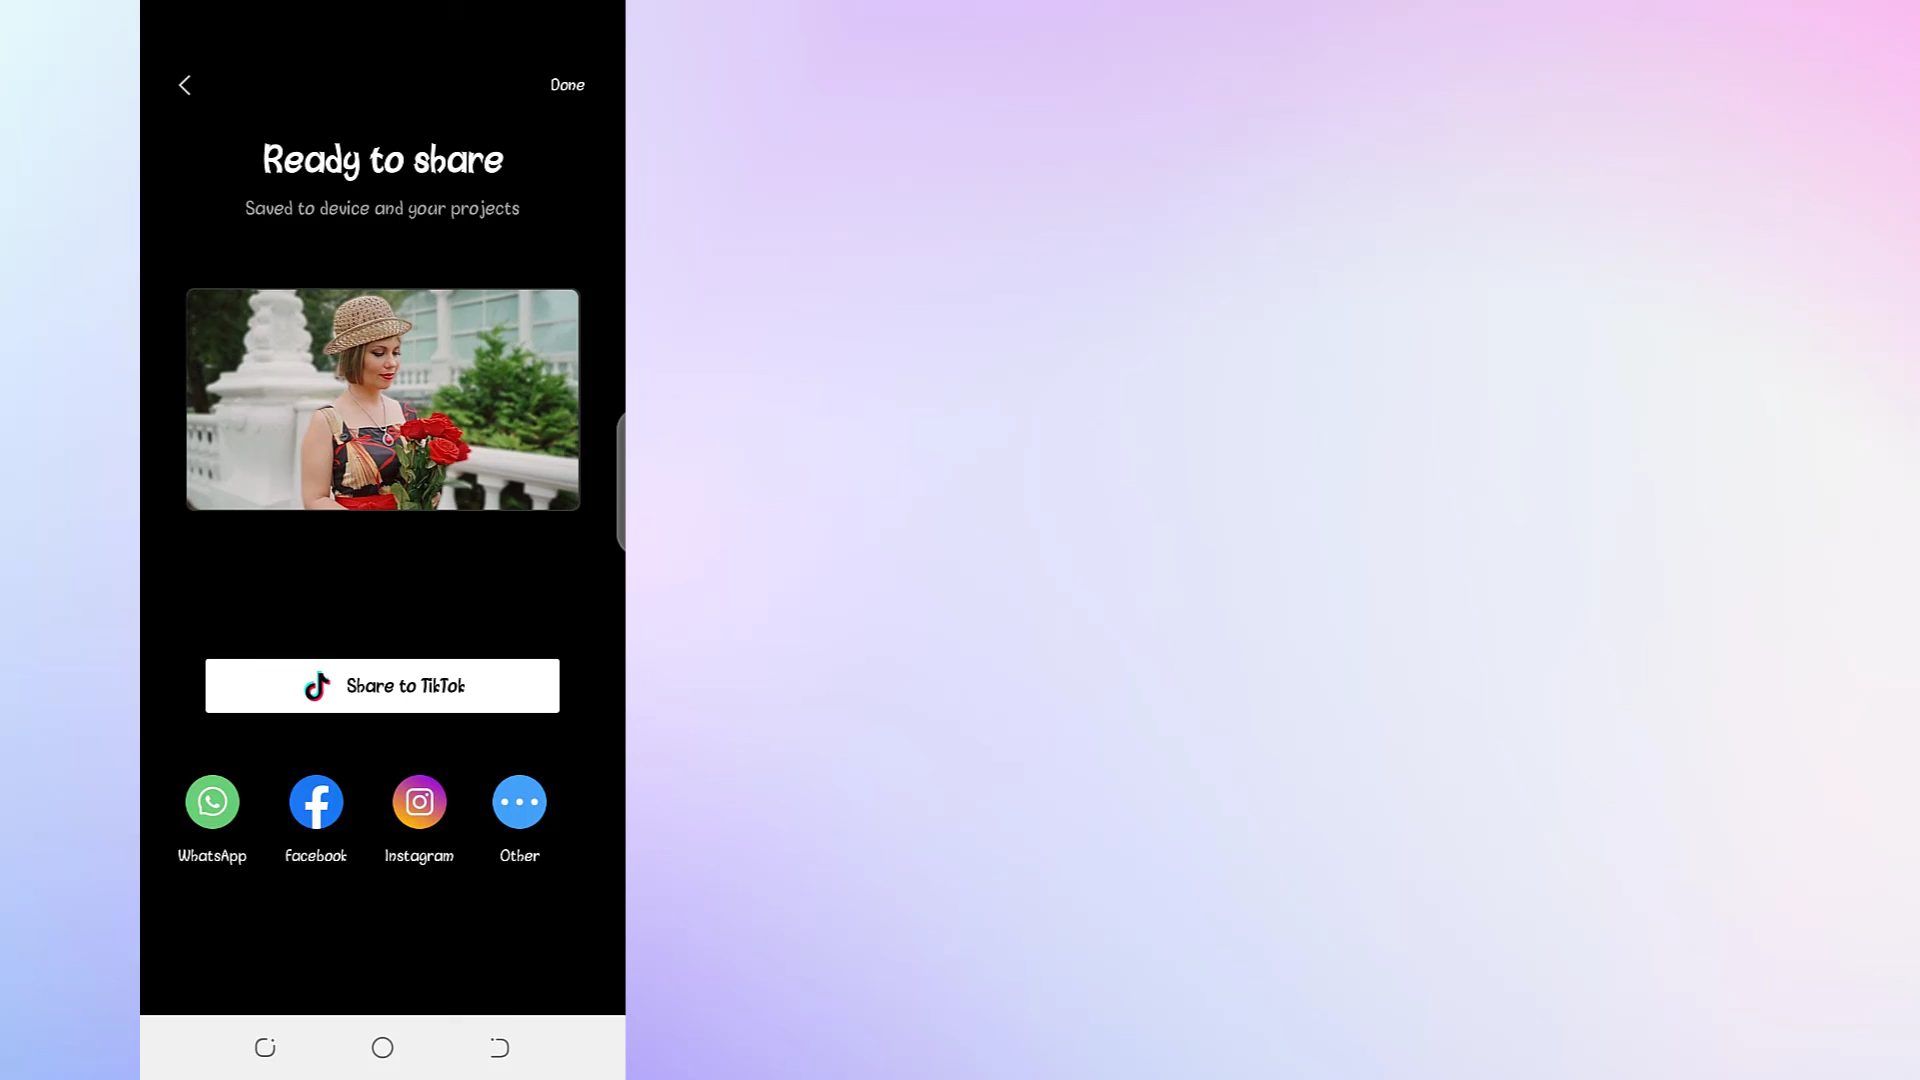 Done
Ready to share
Saved to device and your projects
Share to TikTok
WhatsApp
Facebook
Instagram
Other